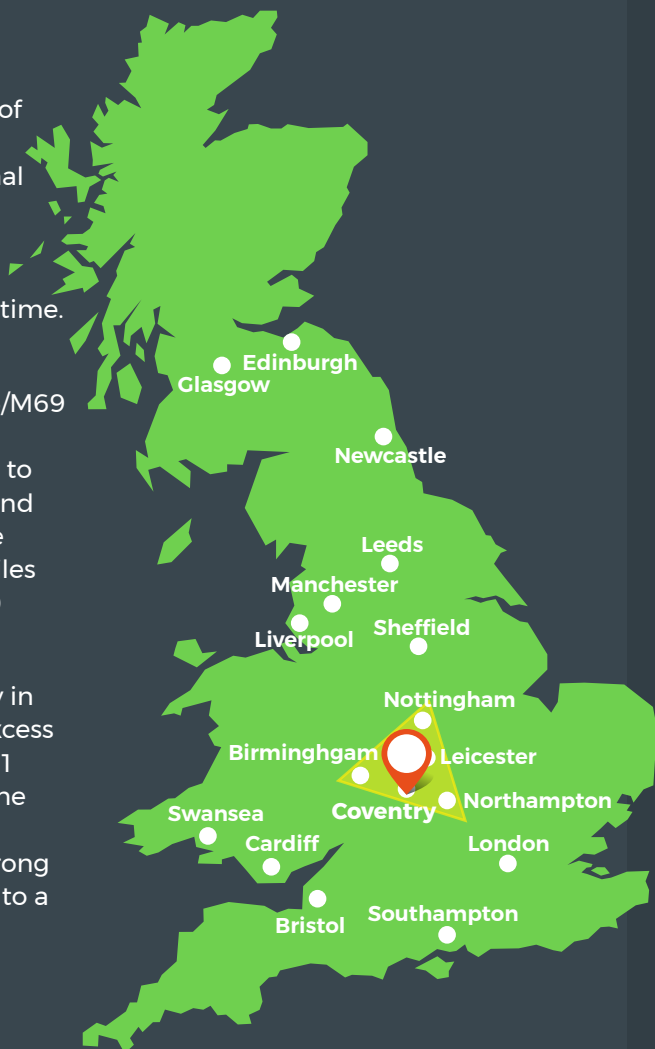 of
al
time.
/M69
to
nd
e
les
y in
cess
1
he
rong
to a
Edinburgh
Glasgow
Newcastle
Leeds
Manchester
Liverpool
Sheffield
Nottingham
Birminghgam
Leicester
Coventry
Northampton
Swansea
Cardiff
London
Bristol
Southampton